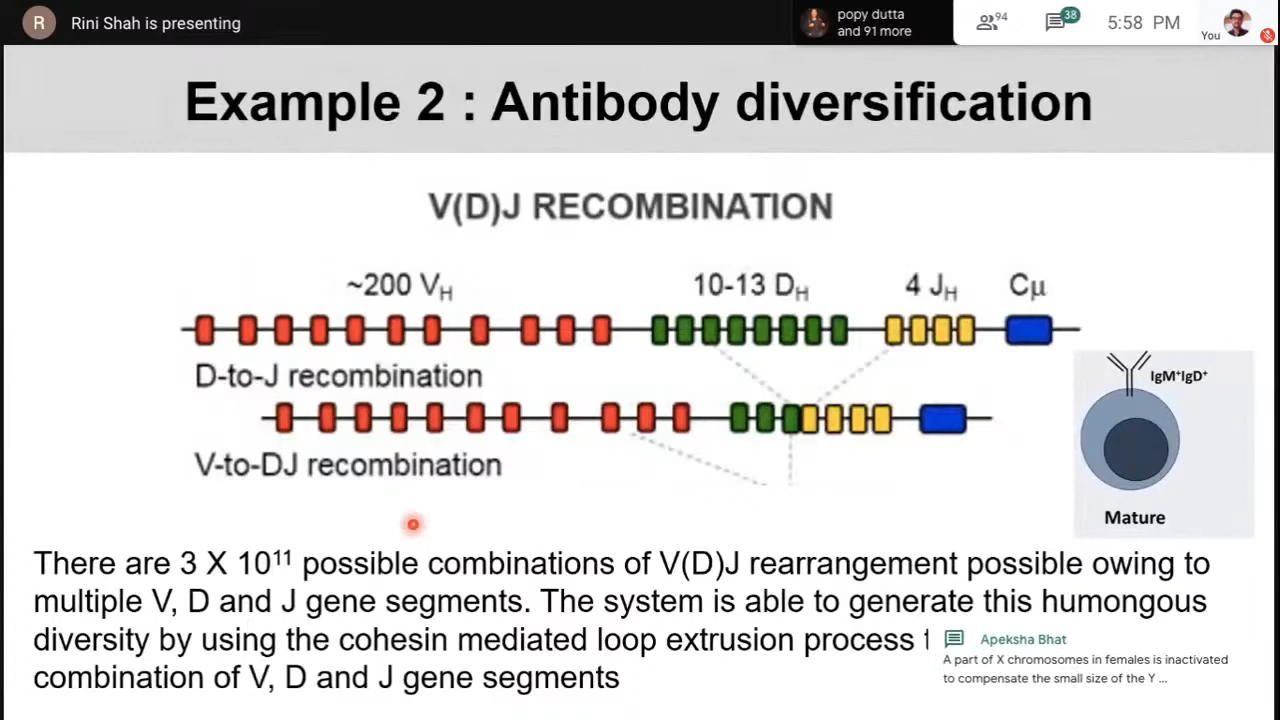 R Rini Shah is presenting
popy dutta
and 91 more
94
38
5:58 PM
You
Example 2 : Antibody diversification
V(D)J RECOMBINATION
~200 VH 10-13 DH 4 JH Cμ
D-to-J recombination
IgM⁺IgD⁺
V-to-DJ recombination
Mature
There are 3 X 10¹¹ possible combinations of V(D)J rearrangement possible owing to
multiple V, D and J gene segments. The system is able to generate this humongous
diversity by using the cohesin mediated loop extrusion process
combination of V, D and J gene segments
Apeksha Bhat
A part of X chromosomes in females is inactivated
to compensate the small size of the Y ...